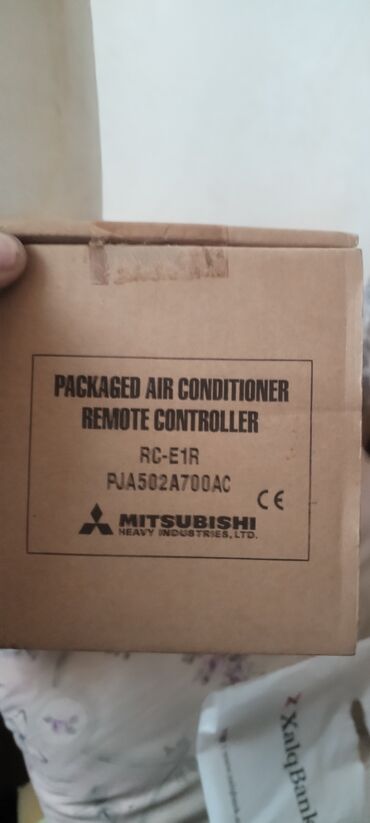 PACKAGED AIR CONDITIONER
REMOTE CONTROLLER
RC-E1R
PJA502A700AC
CE
MITSUBISHI
HEAVY INDUSTRIES, LTD.
XalqBank